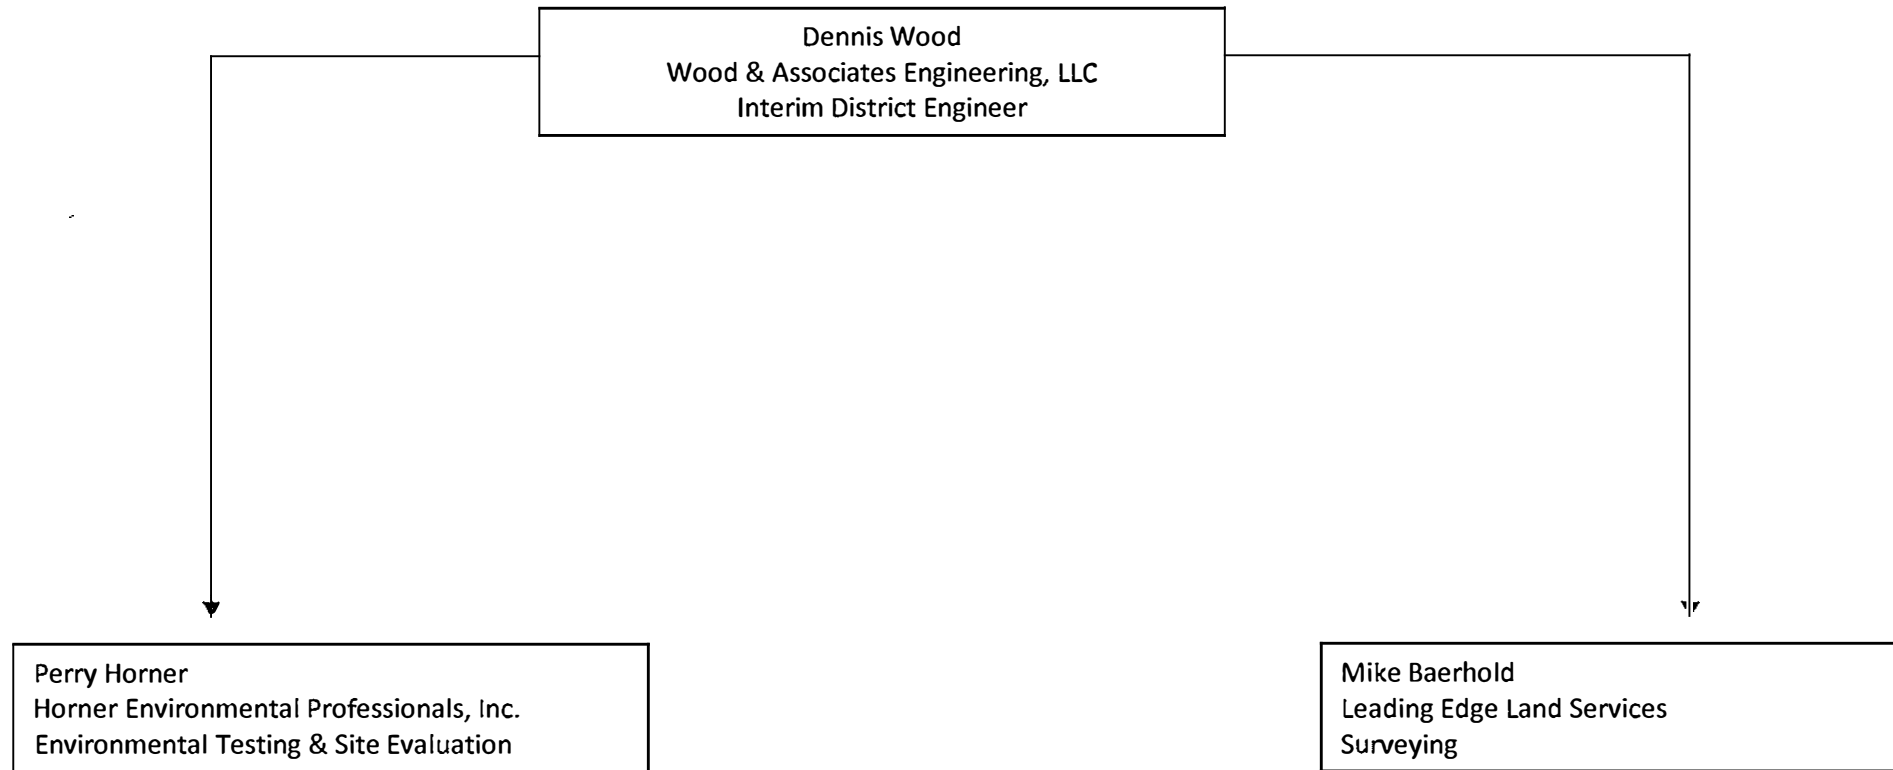 Dennis Wood
Wood & Associates Engineering, LLC
Interim District Engineer
Perry Horner
Horner Environmental Professionals, Inc.
Environmental Testing & Site Evaluation
Mike Baerhold
Leading Edge Land Services
Surveying